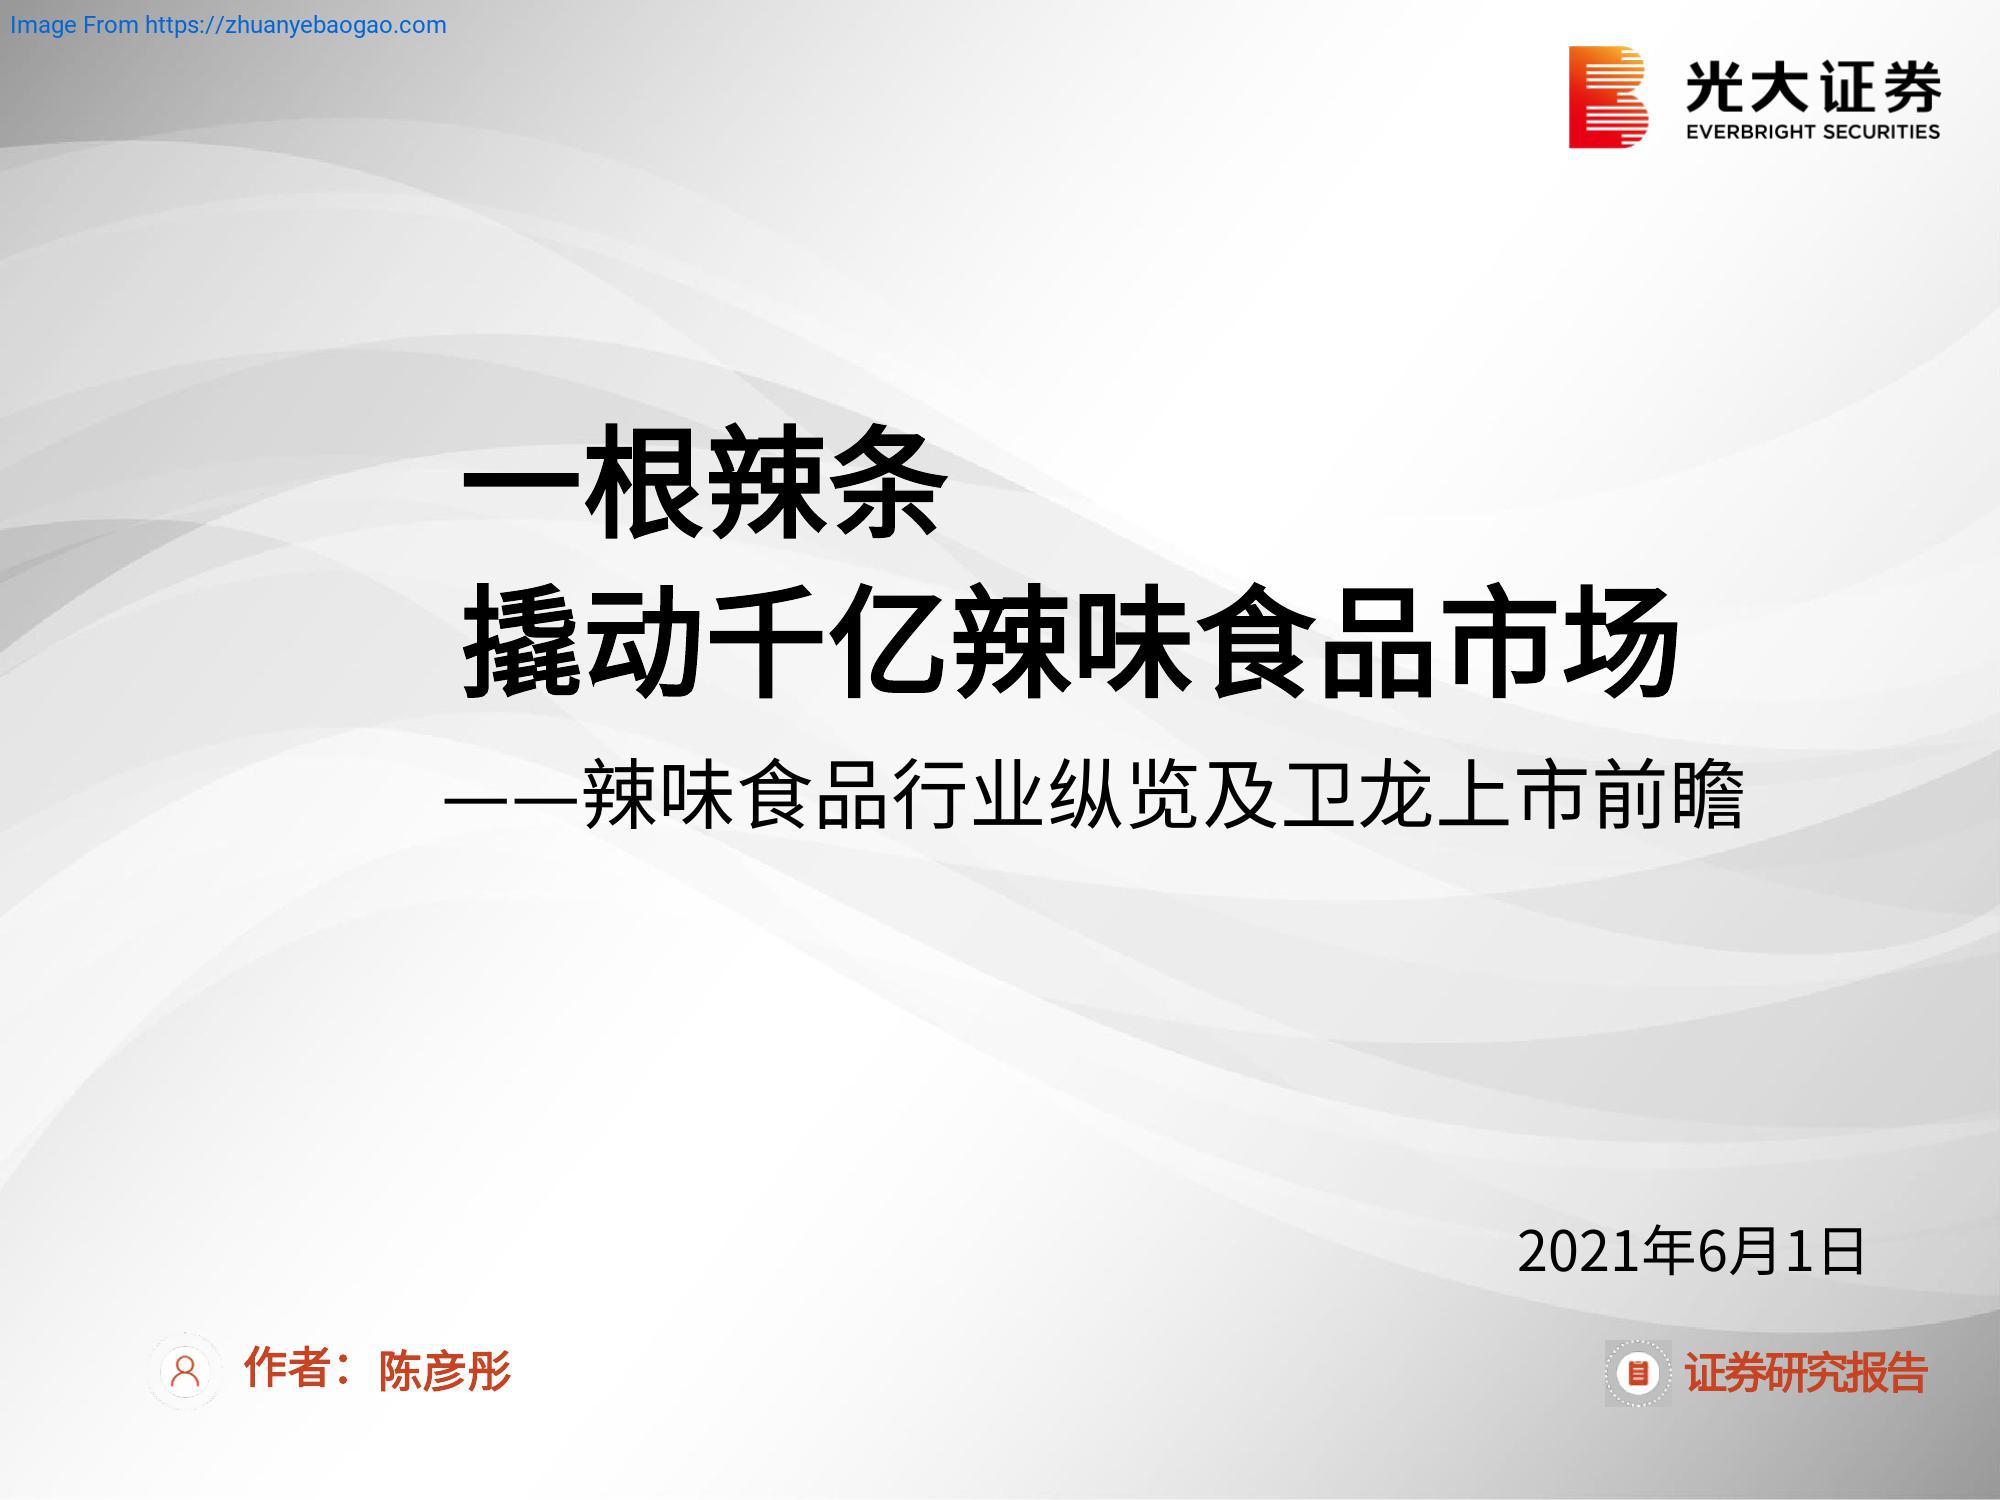 Image From https://zhuanyebaogao.com
光大证券
EVERBRIGHT SECURITIES
一根辣条
撬动千亿辣味食品市场
——辣味食品行业纵览及卫龙上市前瞻
2021年6月1日
作者：陈彦彤
证券研究报告